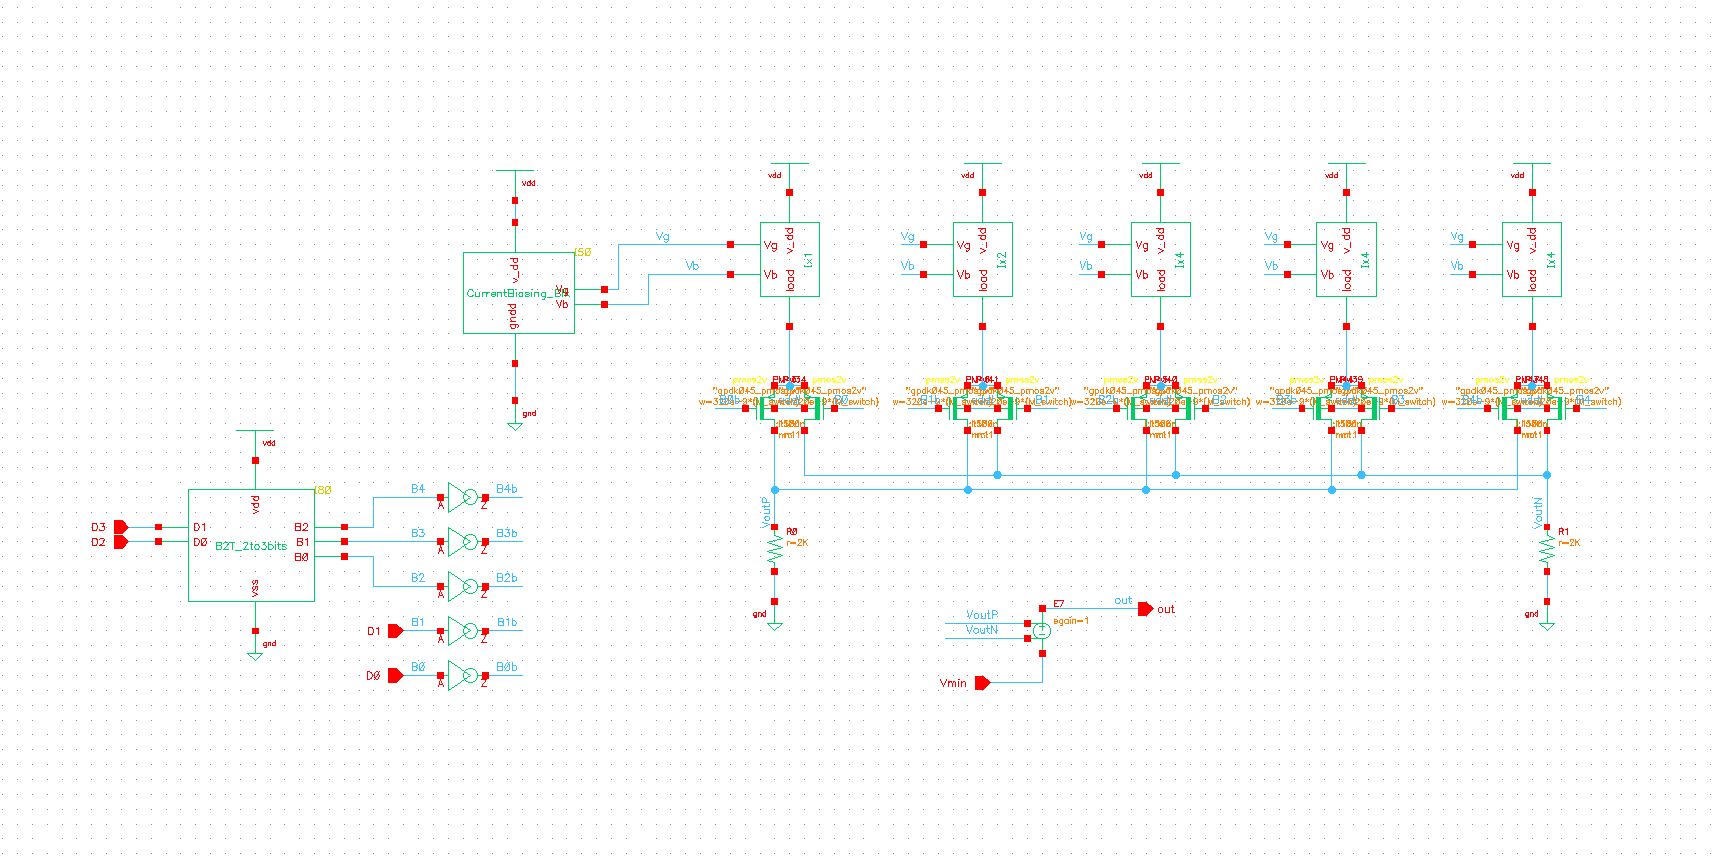 vdd
vdd
vdd
vdd
vdd
vdd
I50
v_dd
CurrentBiasing_
Vg
Vb
gndd
gnd
Vg
Vb
Vg
Vb
v_dd
load
Ix1
Vg
Vb
Vg
Vb
v_dd
load
Ix2
Vg
Vb
Vg
Vb
v_dd
load
Ix4
Vg
Vb
Vg
Vb
v_dd
load
Ix4
Vg
Vb
Vg
Vb
v_dd
load
Ix4
vdd
I80
vdd
D3
D2
D1
D0
B2T_2to3bits
B2
B1
B0
vss
gnd
B4
A
Z
B4b
B3
A
Z
B3b
B2
A
Z
B2b
D1
B1
A
Z
B1b
D0
B0
A
Z
B0b
VoutP
R0
r=2K
gnd
VoutN
R1
r=2K
gnd
VoutP
VoutN
E7
egain=1
out
out
Vmin